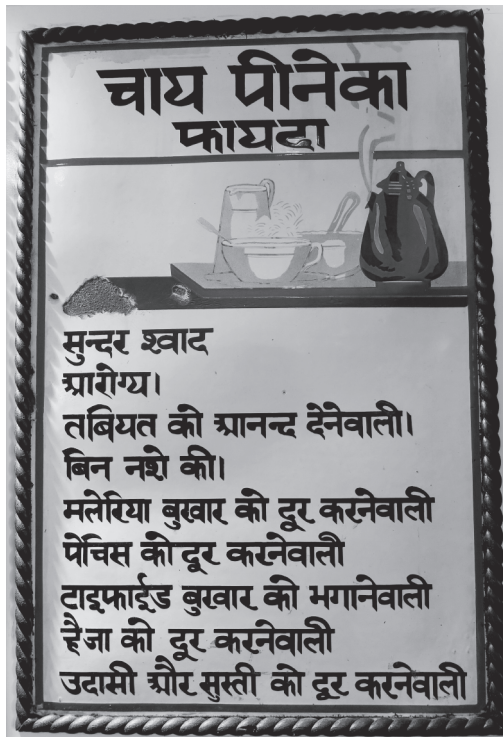 चाय पीनेका
फायदा
सुन्दर श्वाद
आरोग्य।
तबियत को आनन्द देनेवाली।
बिन नशे की।
मलेरिया बुखार को दूर करनेवाली
पेचिस को दूर करनेवाली
टाइफाईड बुखार को भगानेवाली
हैजा को दूर करनेवाली
उदासी और सुस्ती को दूर करनेवाली